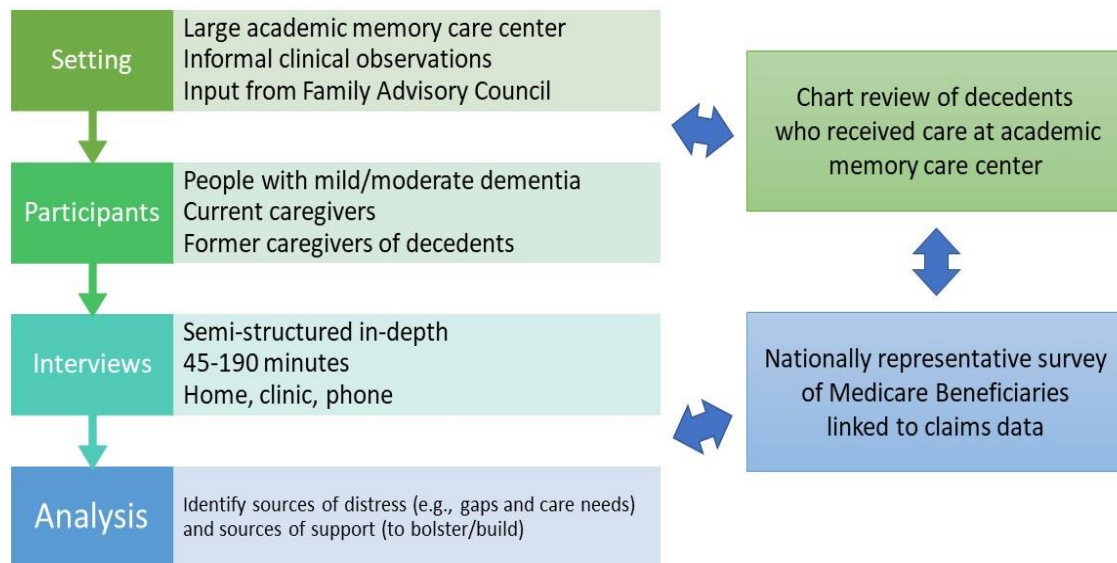 Setting
Large academic memory care center
Informal clinical observations
Input from Family Advisory Council
Participants
People with mild/moderate dementia
Current caregivers
Former caregivers of decedents
Interviews
Semi-structured in-depth
45-190 minutes
Home, clinic, phone
Analysis
Identify sources of distress (e.g., gaps and care needs)
and sources of support (to bolster/build)
Chart review of decedents
who received care at academic
memory care center
Nationally representative survey
of Medicare Beneficiaries
linked to claims data